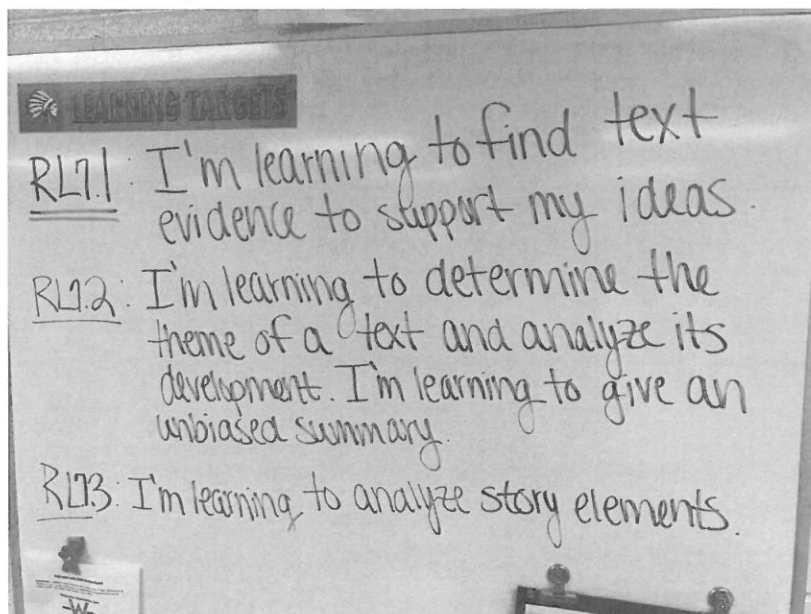 LEARNING TARGETS
RL7.1: I'm learning to find text
evidence to support my ideas.
RL7.2: I'm learning to determine the
theme of a text and analyze its
development. I'm learning to give an
unbiased summary.
RL7.3: I'm learning to analyze story elements.
W